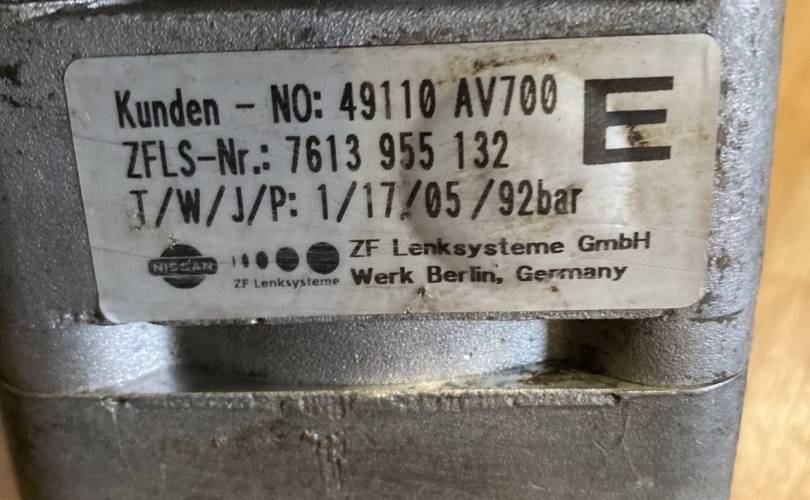 Kunden - NO: 49110 AV700
E
ZFLS-Nr.: 7613 955 132
T/W/J/P: 1/17/05/92bar
NISSAN
ZF Lenksysteme
ZF Lenksysteme GmbH
Werk Berlin, Germany